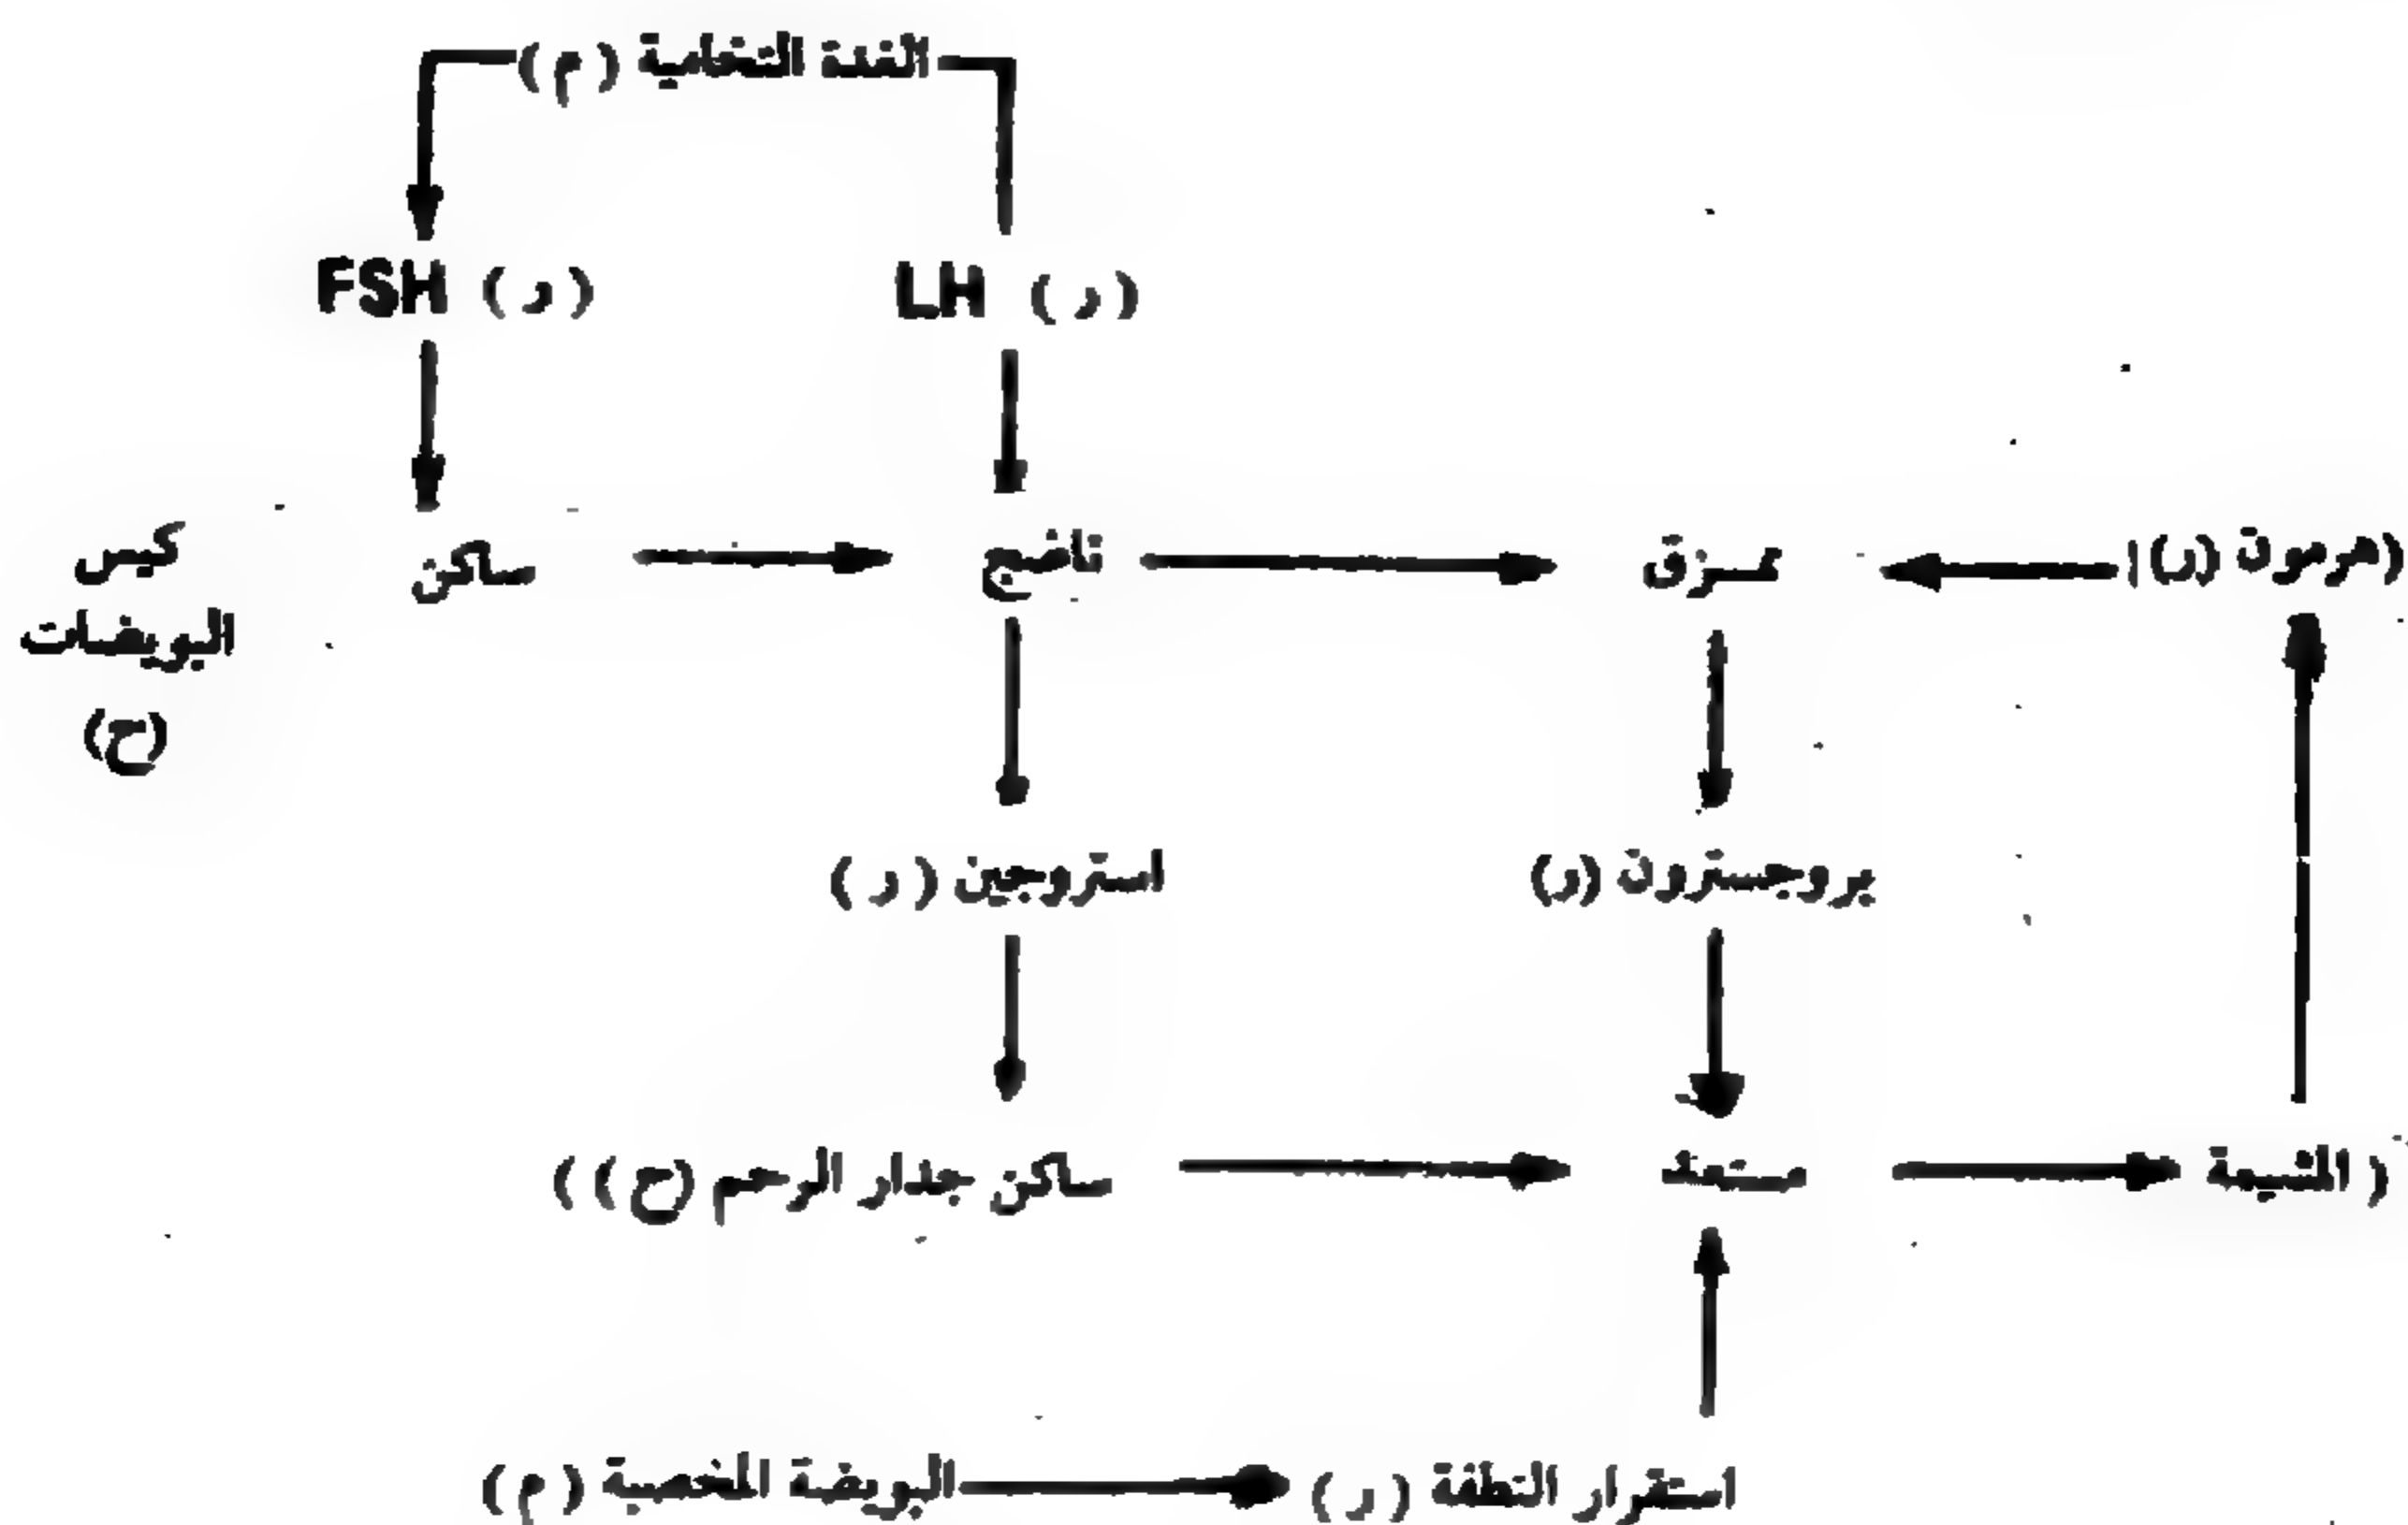 الغدة النخابية (م)
FSH (ر)
LH (ر)
كيس
البويضات
(ح)
ساكن
ناضج
ممزق
(هرمون (ر)
استروجين (ر)
بروجسترون (ر)
ساكن جدار الرحم (ح))
مستعد
(المشيمة
البويضة المخصبة (م)
استقرار النطفة (ر)